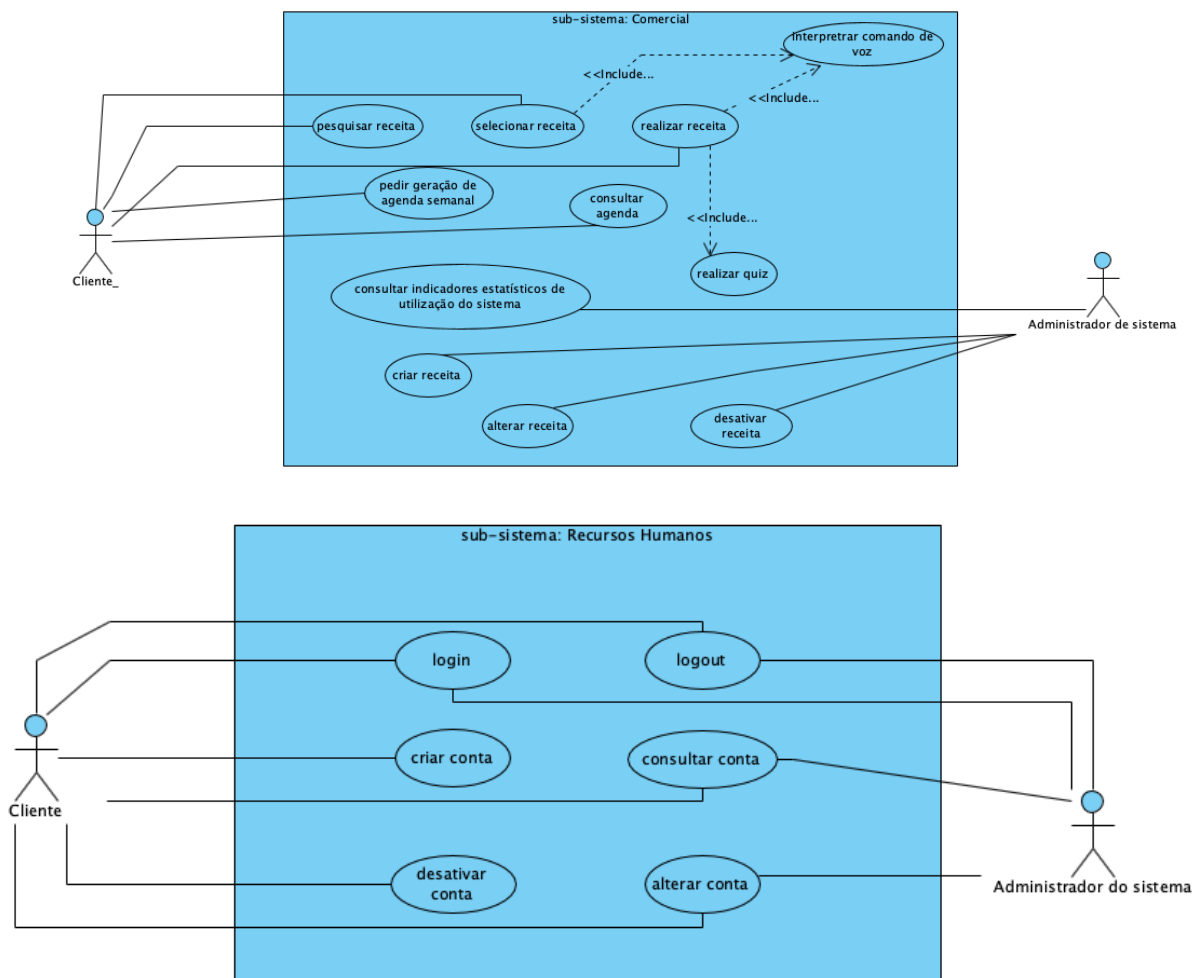 sub-sistema: Comercial
interpretrar comando de
voz
<<Include...
<<Include...
pesquisar receita
selecionar receita
realizar receita
pedir geração de
agenda semanal
consultar
agenda
<<Include...
Cliente_
realizar quiz
consultar indicadores estatísticos de
utilização do sistema
Administrador de sistema
criar receita
alterar receita
desativar
receita
sub-sistema: Recursos Humanos
login
logout
criar conta
consultar conta
Cliente
desativar
conta
alterar conta
Administrador do sistema